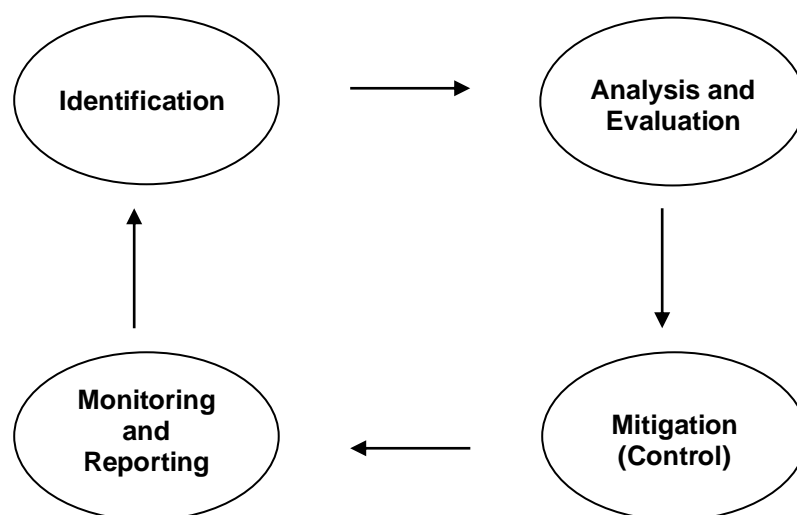 Identification
Analysis and
Evaluation
Monitoring
and
Reporting
Mitigation
(Control)